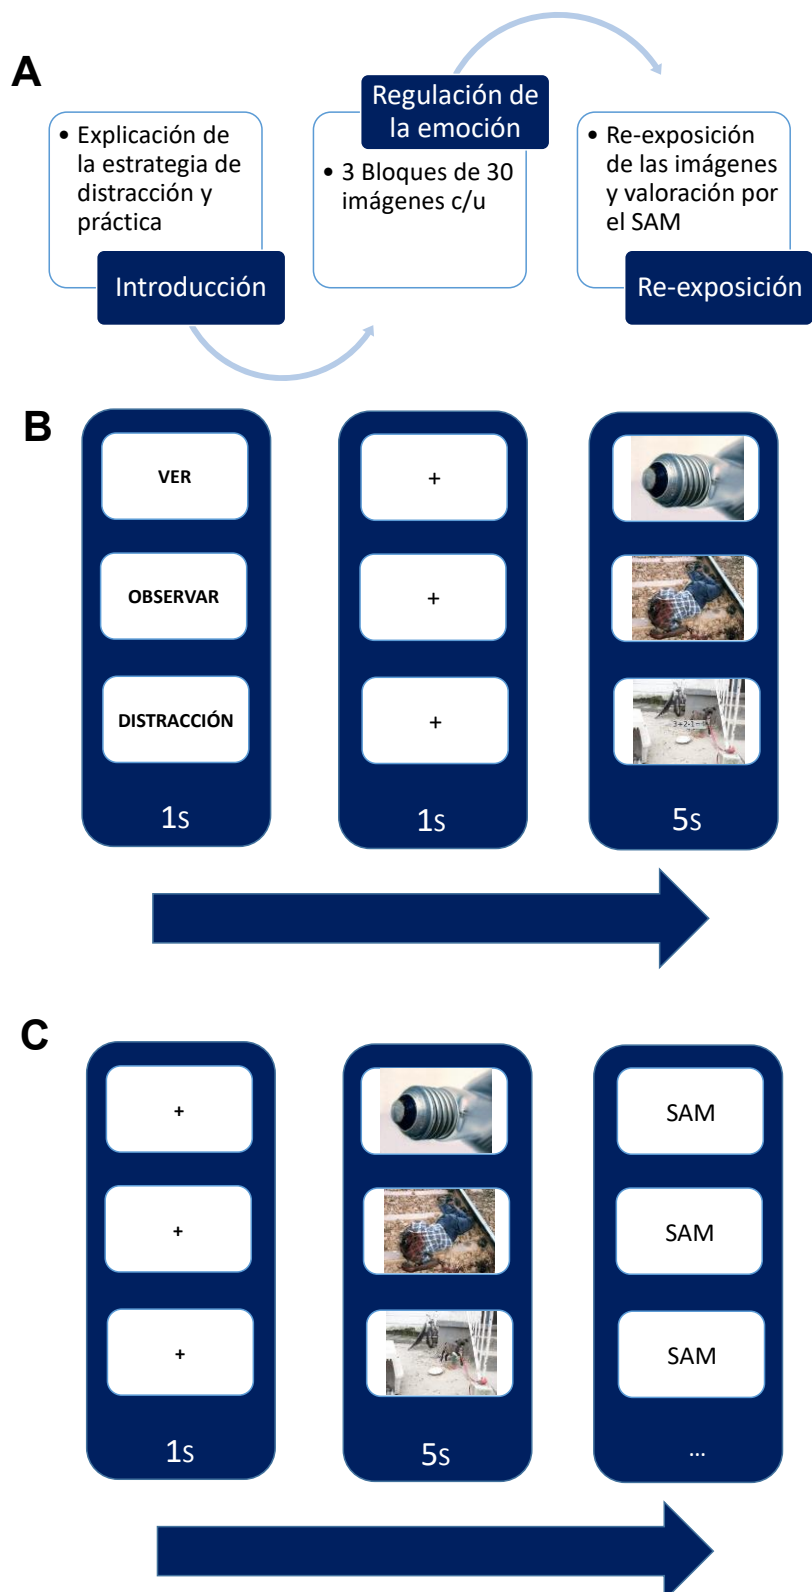 A
• Explicación de
la estrategia de
distracción y
práctica
Introducción
Regulación de
la emoción
• 3 Bloques de 30
imágenes c/u
• Re-exposición
de las imágenes
y valoración por
el SAM
Re-exposición
B
VER
+
OBSERVAR
+
DISTRACCIÓN
+
1s
1s
5s
C
+
SAM
+
SAM
+
SAM
1s
5s
...